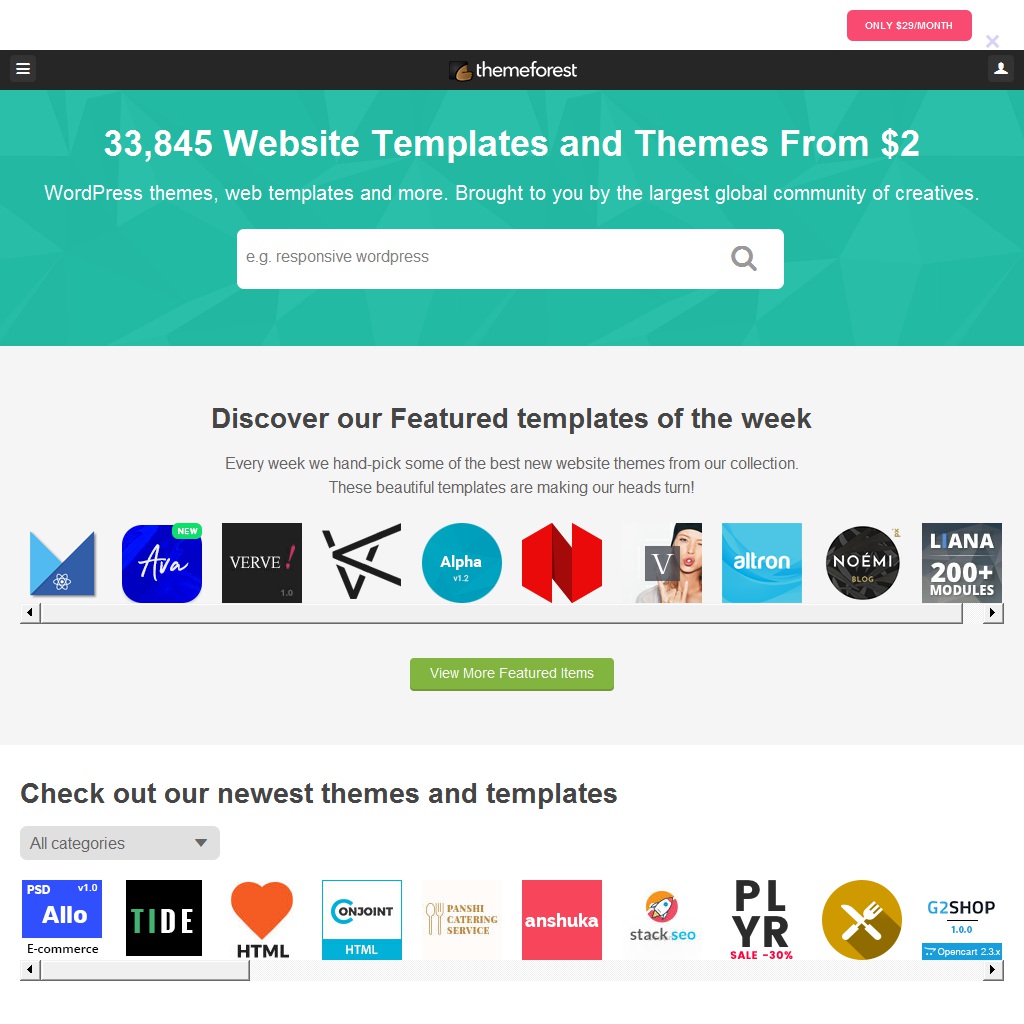 ONLY $29/MONTH
themeforest
33,845 Website Templates and Themes From $2
WordPress themes, web templates and more. Brought to you by the largest global community of creatives.
e.g. responsive wordpress
Discover our Featured templates of the week
Every week we hand-pick some of the best new website themes from our collection.
These beautiful templates are making our heads turn!
NEW
Ava
VERVE!
1.0
Alpha
v1.2
V
altron
NOÉMI
BLOG
LIANA
200+
MODULES
View More Featured Items
Check out our newest themes and templates
All categories
PSD v1.0
Allo
E-commerce
TIDE
HTML
CONJOINT
HTML
PANSHI
CATERING
SERVICE
anshuka
stack.seo
PL
YR
SALE -30%
G2SHOP
1.0.0
Opencart 2.3.x